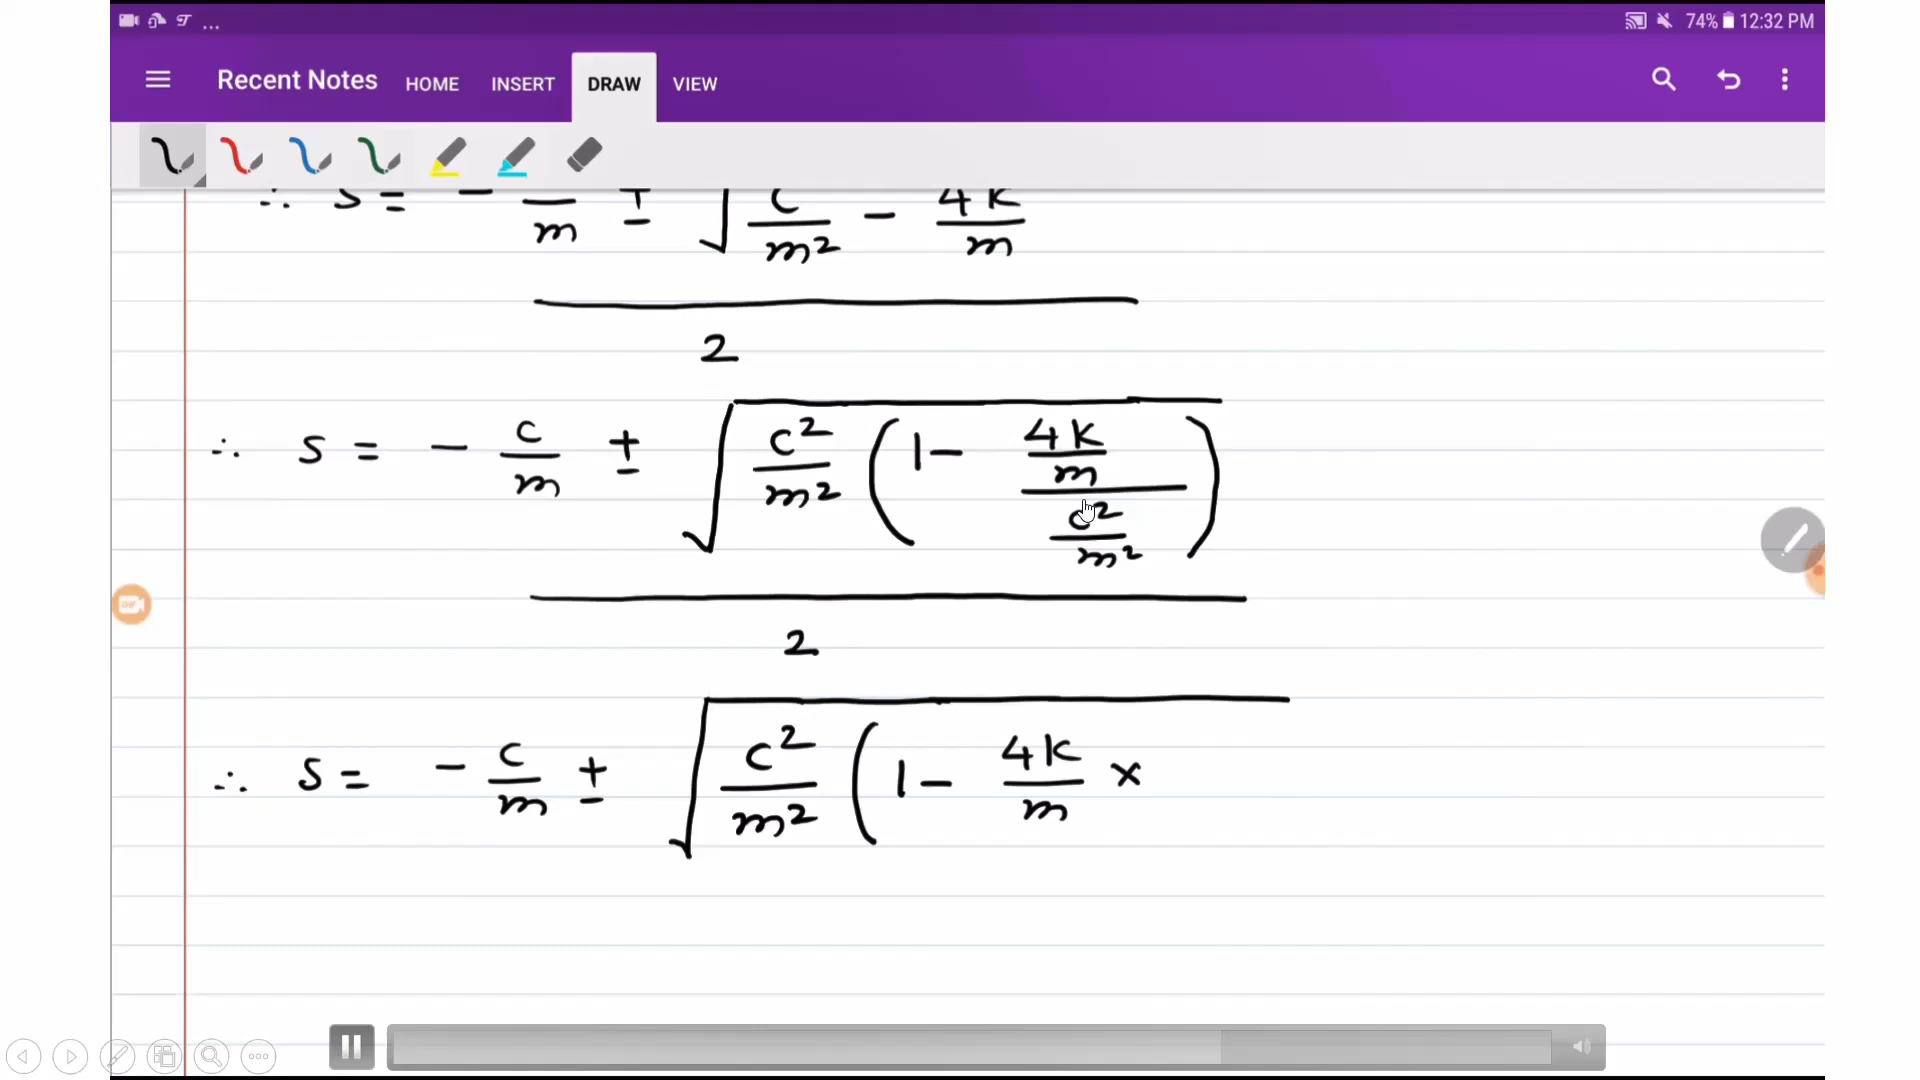 ...
74% 12:32 PM
Recent Notes HOME INSERT DRAW VIEW
∴ s = - /m ± √ c/m² - 4k/m
2
∴ s = - c/m ± √ c²/m² ( 1 - 4k/m / c²/m² )
2
∴ s = - c/m ± √ c²/m² ( 1 - 4k/m ×